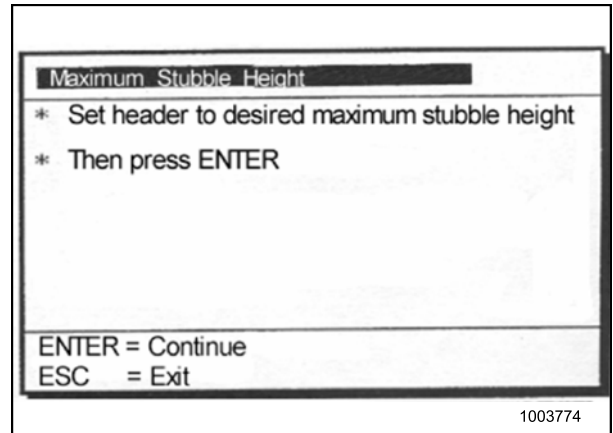 Maximum Stubble Height
* Set header to desired maximum stubble height
* Then press ENTER
ENTER = Continue
ESC = Exit
1003774